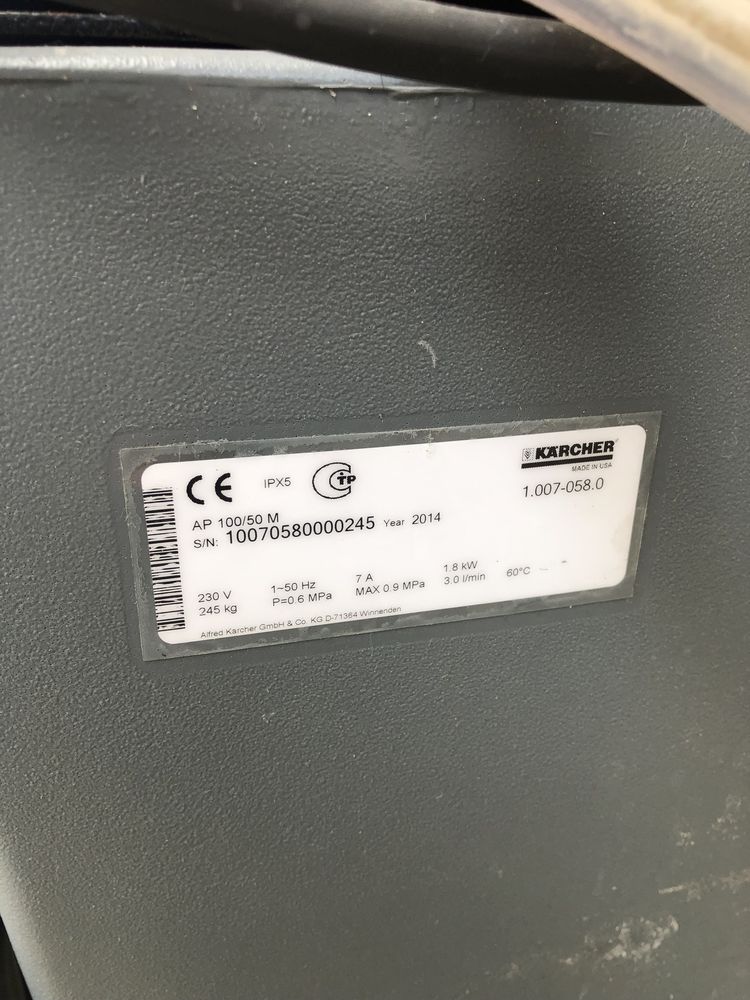 CE IPX5 CTP KÄRCHER
MADE IN USA
1.007-058.0
AP 100/50 M
S/N: 10070580000245 Year 2014
230 V 1~50 Hz 7 A 1.8 kW
245 kg P=0.6 MPa MAX 0.9 MPa 3.0 l/min 60°C
Alfred Karcher GmbH & Co. KG D-71364 Winnenden